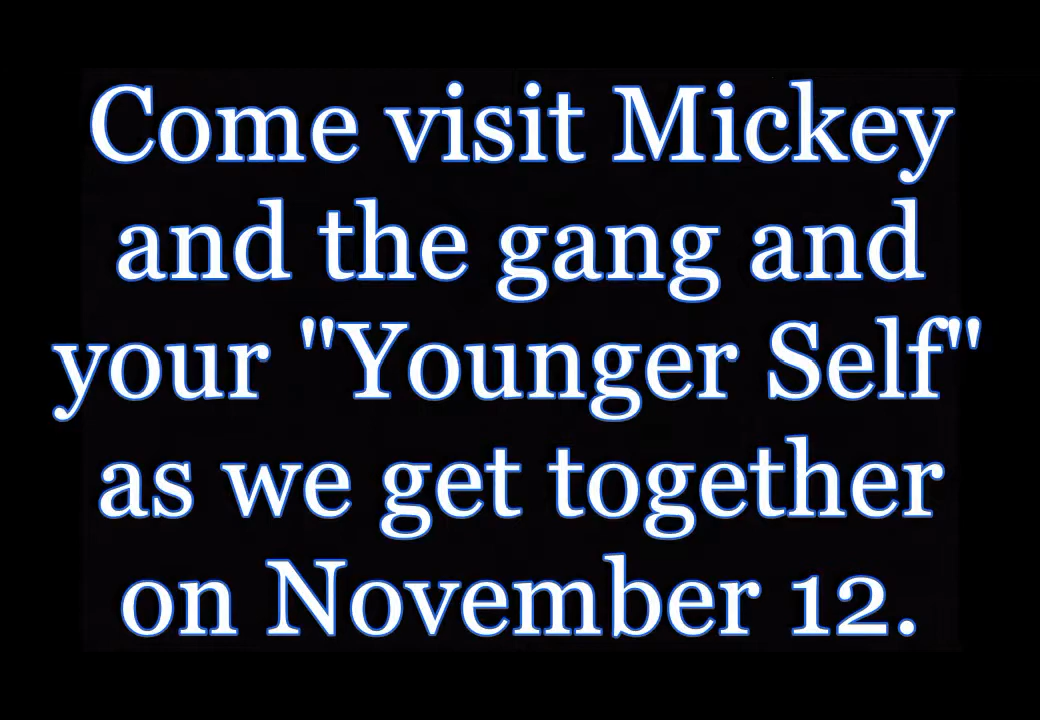 Come visit Mickey
and the gang and
your "Younger Self"
as we get together
on November 12.